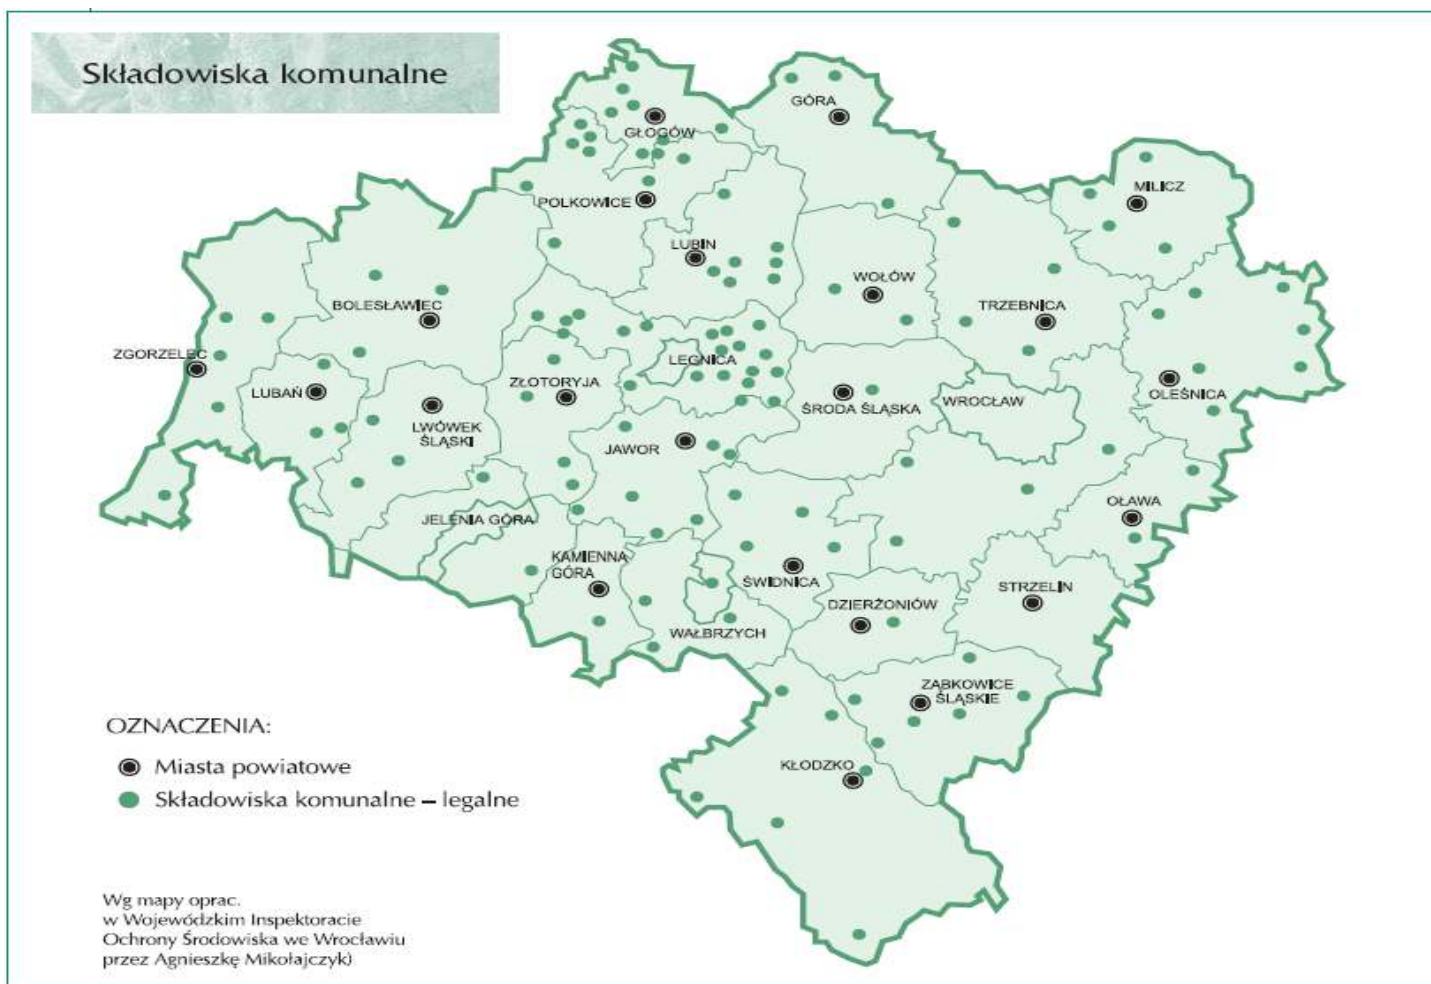 Składowiska komunalne
GÓRA
GŁOGÓW
MILICZ
POLKOWICE
LUBIN
WOŁÓW
BOLESŁAWIEC
TRZEBNICA
ZGORZELEC
LEGNICA
LUBAŃ
ZŁOTORYJA
ŚRODA ŚLĄSKA
WROCŁAW
OLEŚNICA
LWÓWEK
ŚLĄSKI
JAWOR
OŁAWA
JELENIA GÓRA
KAMIENNA
GÓRA
ŚWIDNICA
STRZELIN
DZIERŻONIÓW
WAŁBRZYCH
ZĄBKOWICE
ŚLĄSKIE
KŁODZKO
OZNACZENIA:
Miasta powiatowe
Składowiska komunalne – legalne
Wg mapy oprac.
w Wojewódzkim Inspektoracie
Ochrony Środowiska we Wrocławiu
przez Agnieszkę Mikołajczyk)